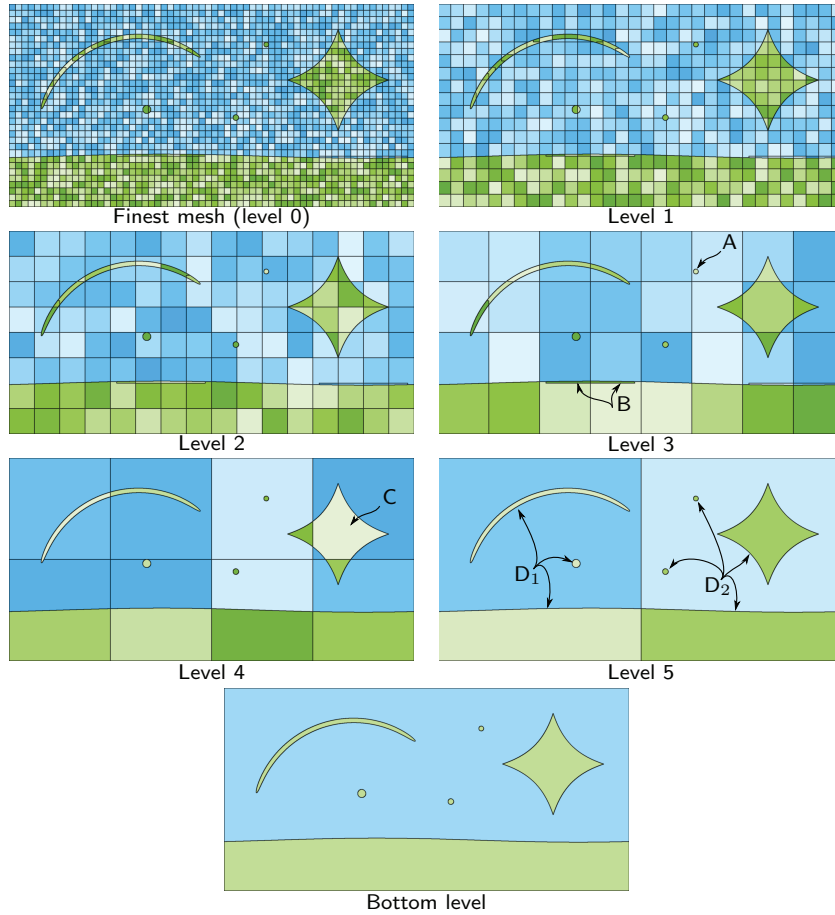 Finest mesh (level 0)
Level 1
A
B
Level 2
Level 3
C
D1
D2
Level 4
Level 5
Bottom level